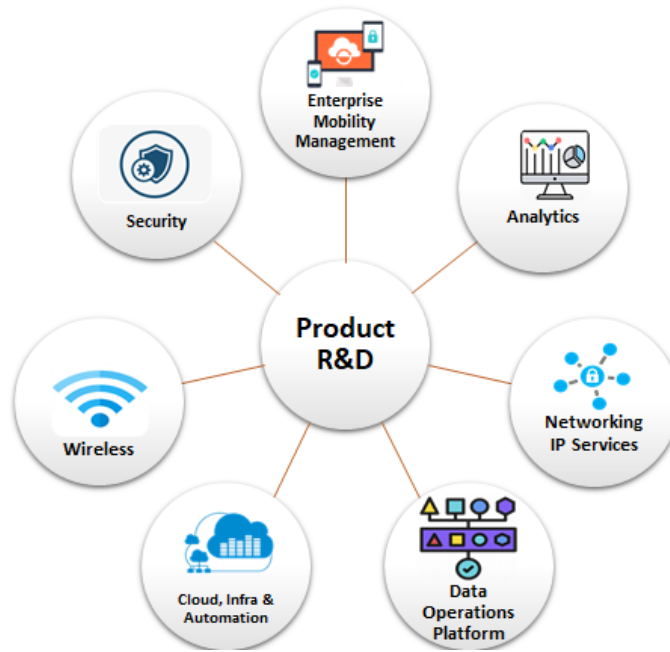 Enterprise
Mobility
Management
Analytics
Security
Product
R&D
Networking
IP Services
Wireless
Cloud, Infra &
Automation
Data
Operations
Platform